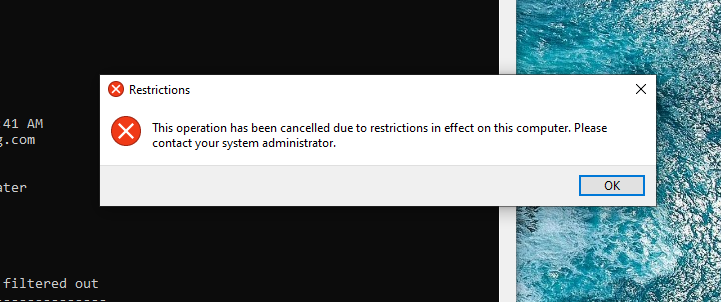 Restrictions
:41 AM
This operation has been cancelled due to restrictions in effect on this computer. Please
g.com
contact your system administrator.
ater
OK
filtered out
--------------